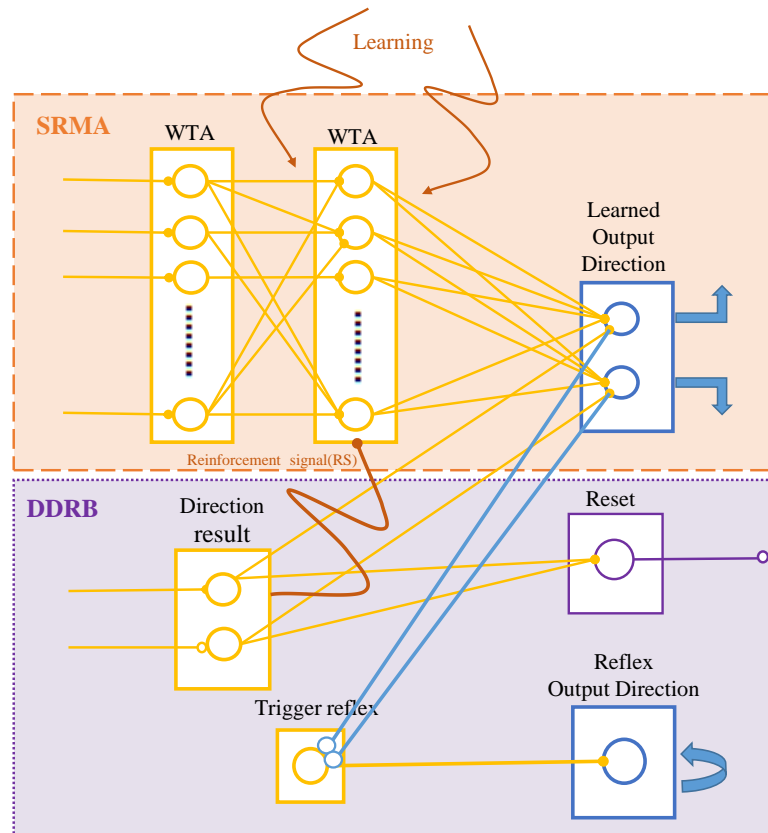 Learning
SRMA
WTA
WTA
Learned
Output
Direction
Reinforcement signal(RS)
DDRB
Direction
result
Reset
Trigger reflex
Reflex
Output Direction